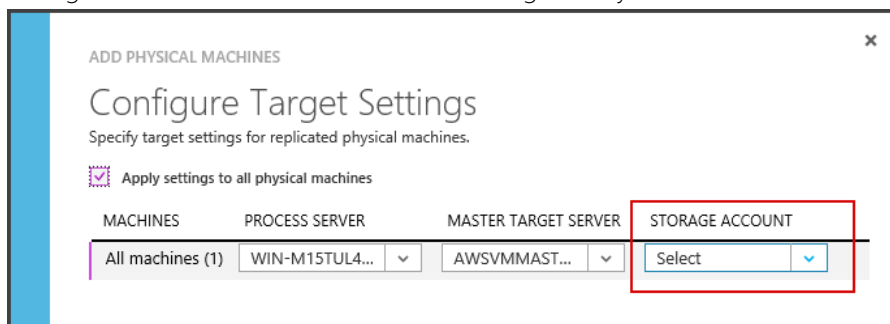 ADD PHYSICAL MACHINES
Configure Target Settings
Specify target settings for replicated physical machines.
Apply settings to all physical machines
MACHINES PROCESS SERVER MASTER TARGET SERVER STORAGE ACCOUNT
All machines (1) WIN-M15TUL4... AWSVMMAST... Select